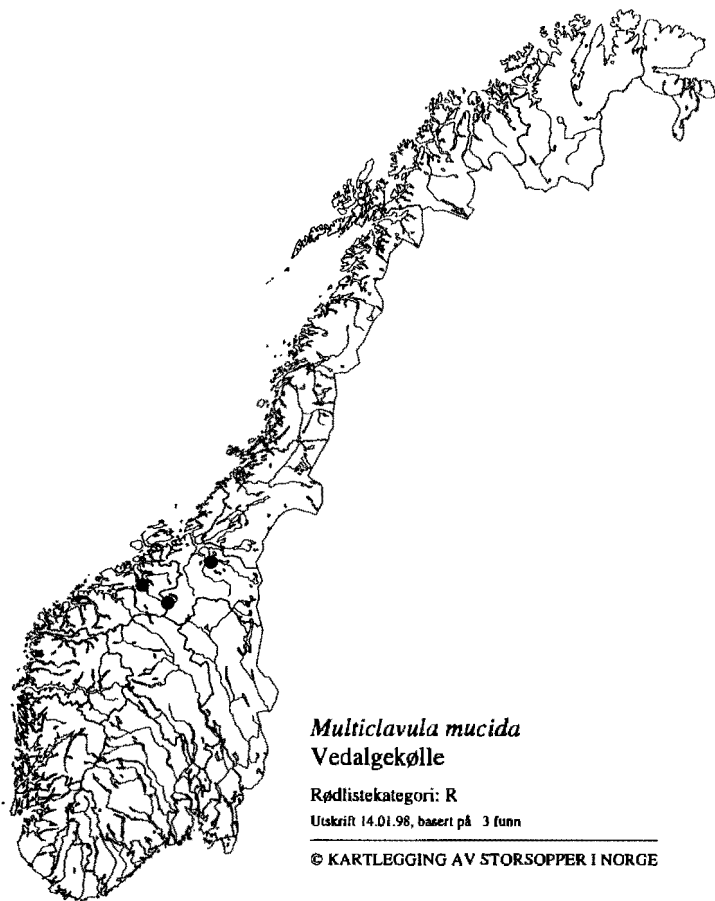 Multiclavula mucida
Vedalgekølle
Rødlistekategori: R
Utskrift 14.01.98, basert på 3 funn
© KARTLEGGING AV STORSOPPER I NORGE